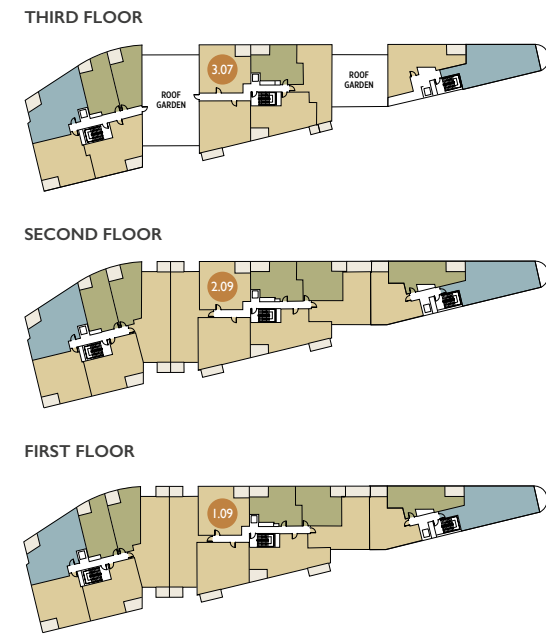 THIRD FLOOR
3.07
ROOF
GARDEN
ROOF
GARDEN
SECOND FLOOR
2.09
FIRST FLOOR
1.09